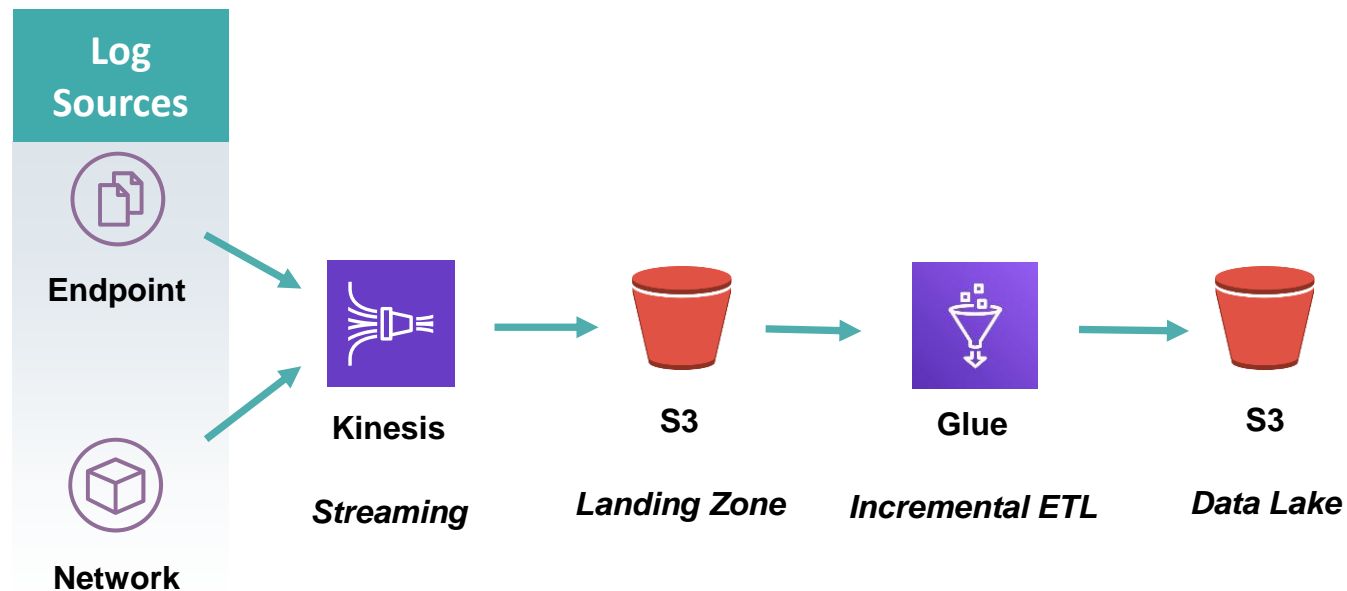 Log
Sources
Endpoint
Network
Kinesis
Streaming
S3
Landing Zone
Glue
Incremental ETL
S3
Data Lake